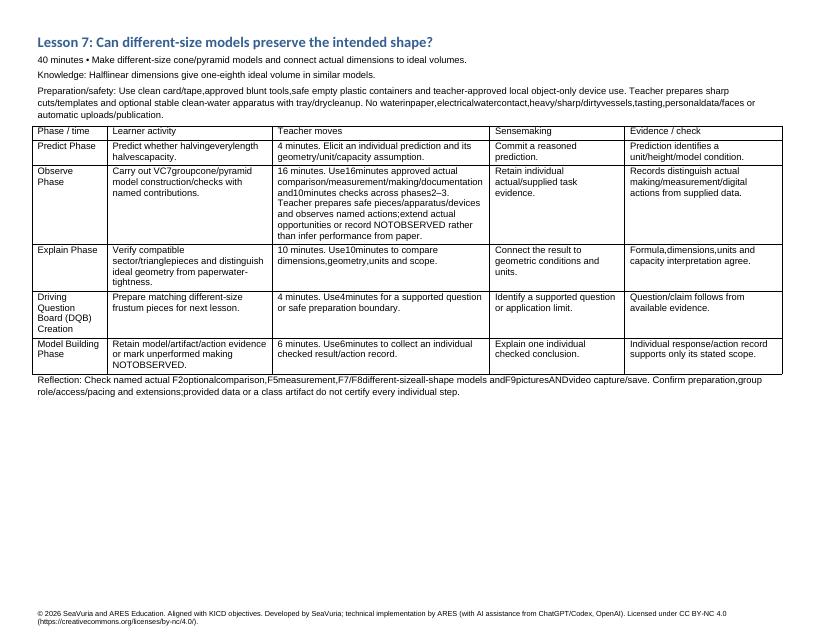 Lesson 7: Can different-size models preserve the intended shape?
40 minutes • Make different-size cone/pyramid models and connect actual dimensions to ideal volumes.
Knowledge: Halflinear dimensions give one-eighth ideal volume in similar models.
Preparation/safety: Use clean card/tape,approved blunt tools,safe empty plastic containers and teacher-approved local object-only device use. Teacher prepares sharp
cuts/templates and optional stable clean-water apparatus with tray/drycleanup. No waterinpaper,electricalwatercontact,heavy/sharp/dirtyvessels,tasting,personaldata/faces or
automatic uploads/publication.
Phase / time
Learner activity
Teacher moves
Sensemaking
Evidence / check
Predict Phase
Predict whether halvingeverylength
halvescapacity.
4 minutes. Elicit an individual prediction and its
geometry/unit/capacity assumption.
Commit a reasoned
prediction.
Prediction identifies a
unit/height/model condition.
Observe
Phase
Carry out VC7groupcone/pyramid
model construction/checks with
named contributions.
16 minutes. Use16minutes approved actual
comparison/measurement/making/documentation
and10minutes checks across phases2–3.
Teacher prepares safe pieces/apparatus/devices
and observes named actions;extend actual
opportunities or record NOTOBSERVED rather
than infer performance from paper.
Retain individual
actual/supplied task
evidence.
Records distinguish actual
making/measurement/digital
actions from supplied data.
Explain Phase
Verify compatible
sector/trianglepieces and distinguish
ideal geometry from paperwater-
tightness.
10 minutes. Use10minutes to compare
dimensions,geometry,units and scope.
Connect the result to
geometric conditions and
units.
Formula,dimensions,units and
capacity interpretation agree.
Driving
Question
Board (DQB)
Creation
Prepare matching different-size
frustum pieces for next lesson.
4 minutes. Use4minutes for a supported question
or safe preparation boundary.
Identify a supported question
or application limit.
Question/claim follows from
available evidence.
Model Building
Phase
Retain model/artifact/action evidence
or mark unperformed making
NOTOBSERVED.
6 minutes. Use6minutes to collect an individual
checked result/action record.
Explain one individual
checked conclusion.
Individual response/action record
supports only its stated scope.
Reflection: Check named actual F2optionalcomparison,F5measurement,F7/F8different-sizeall-shape models andF9picturesANDvideo capture/save. Confirm preparation,group
role/access/pacing and extensions;provided data or a class artifact do not certify every individual step.
© 2026 SeaVuria and ARES Education. Aligned with KICD objectives. Developed by SeaVuria; technical implementation by ARES (with AI assistance from ChatGPT/Codex, OpenAI). Licensed under CC BY-NC 4.0
(https://creativecommons.org/licenses/by-nc/4.0/).